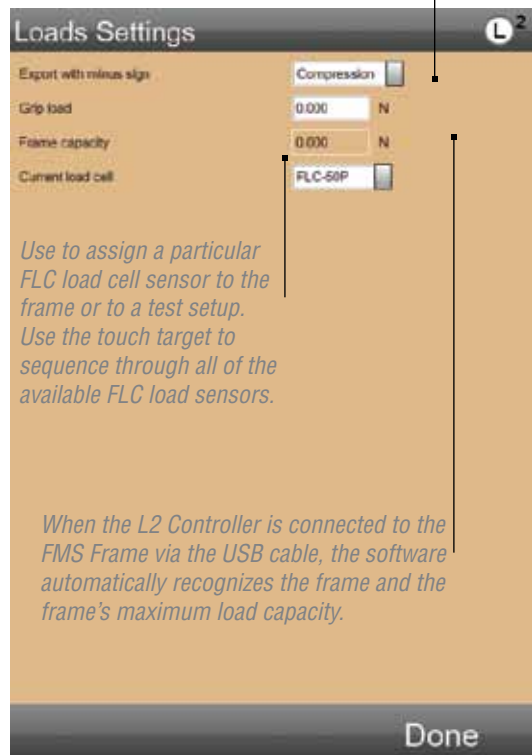 Loads Settings
L2
Export with minus sign Compression
Grip load 0.000 N
Frame capacity 0.000 N
Current load cell FLC-50P
Use to assign a particular
FLC load cell sensor to the
frame or to a test setup.
Use the touch target to
sequence through all of the
available FLC load sensors.
When the L2 Controller is connected to the
FMS Frame via the USB cable, the software
automatically recognizes the frame and the
frame's maximum load capacity.
Done